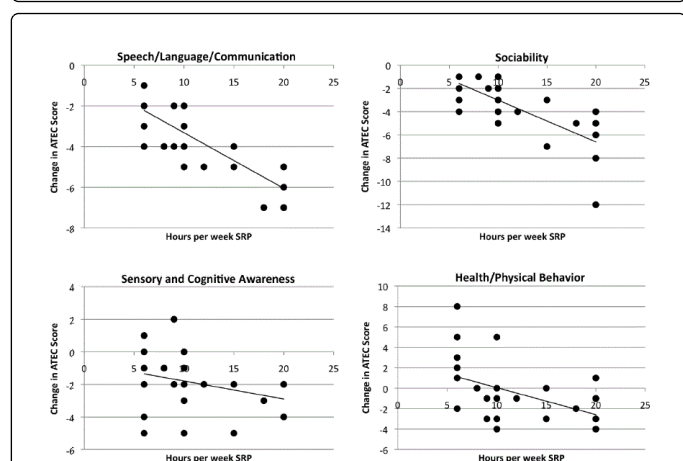 Speech/Language/Communication
0
0 5 10 15 20 25
-2
-4
-6
-8
Change in ATEC Score
Hours per week SRP
Sociability
0
0 5 10 15 20 25
-2
-4
-6
-8
-10
-12
-14
Change in ATEC Score
Hours per week SRP
Sensory and Cognitive Awareness
4
2
0
0 5 10 15 20 25
-2
-4
-6
Change in ATEC Score
Hours per week SRP
Health/Physical Behavior
10
8
6
4
2
0
0 5 10 15 20 25
-2
-4
-6
Change in ATEC Score
Hours per week SRP